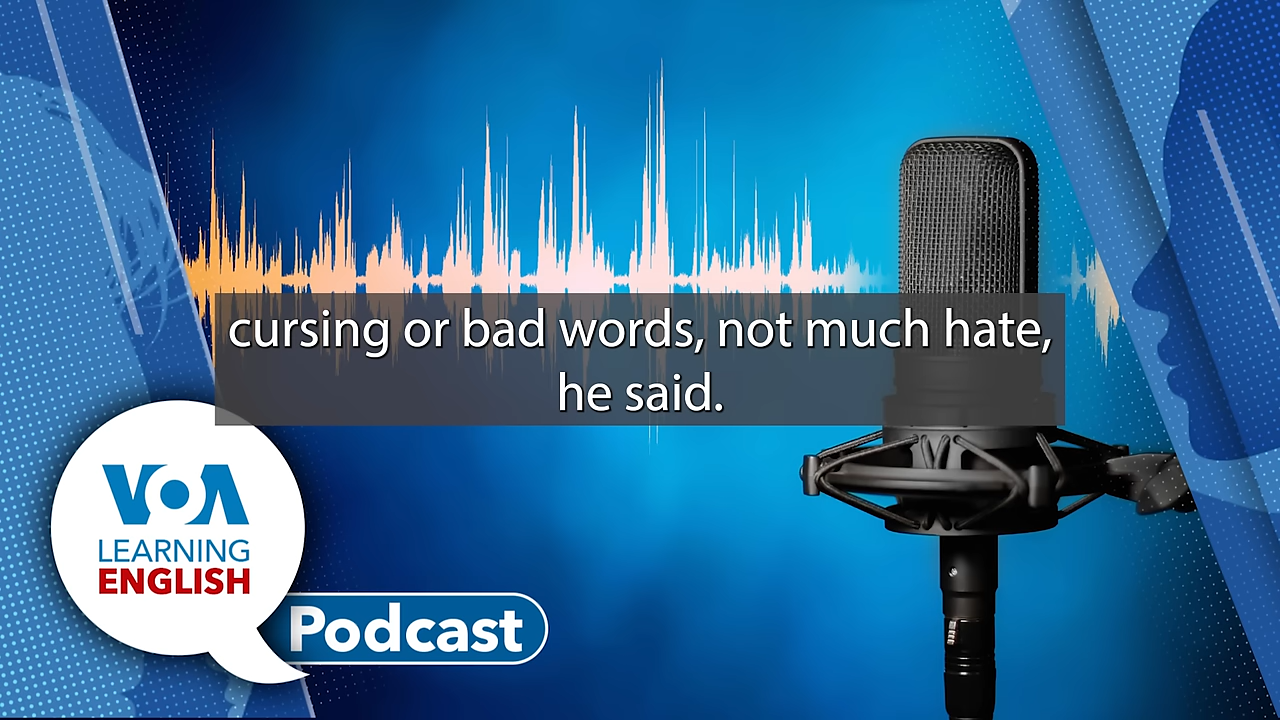 cursing or bad words, not much hate,
he said.
VOA
LEARNING
ENGLISH
Podcast